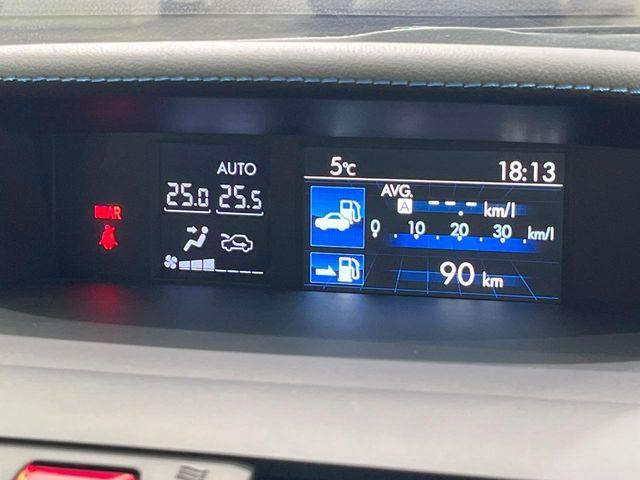 5°C 18:13
AUTO
25.0 25.5
AVG.
A --.- km/l
0 10 20 30 km/l
90 km
REAR